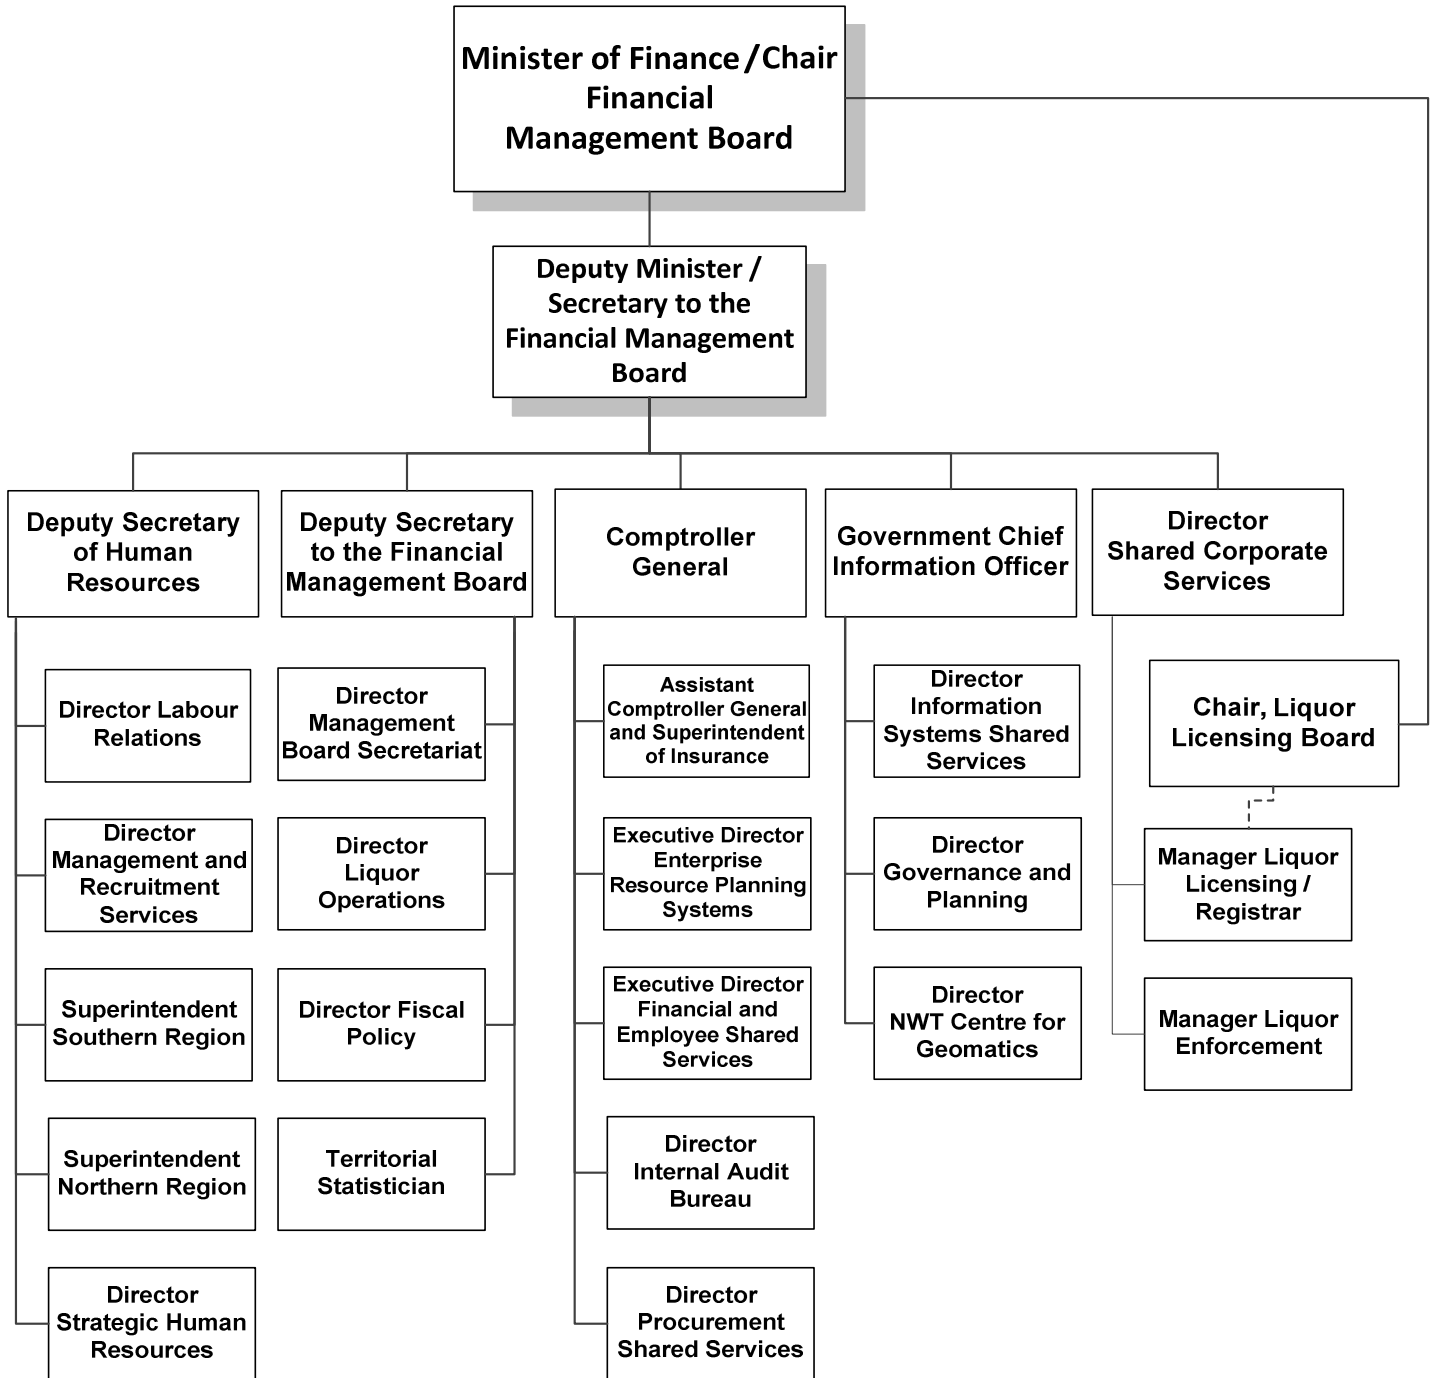 Minister of Finance/Chair
Financial
Management Board
Deputy Minister /
Secretary to the
Financial Management
Board
Deputy Secretary
of Human
Resources
Deputy Secretary
to the Financial
Management Board
Comptroller
General
Government Chief
Information Officer
Director
Shared Corporate
Services
Director Labour
Relations
Director
Management and
Recruitment
Services
Superintendent
Southern Region
Superintendent
Northern Region
Director
Strategic Human
Resources
Director
Management
Board Secretariat
Director
Liquor
Operations
Director Fiscal
Policy
Territorial
Statistician
Assistant
Comptroller General
and Superintendent
of Insurance
Executive Director
Enterprise
Resource Planning
Systems
Executive Director
Financial and
Employee Shared
Services
Director
Internal Audit
Bureau
Director
Procurement
Shared Services
Director
Information
Systems Shared
Services
Director
Governance and
Planning
Director
NWT Centre for
Geomatics
Chair, Liquor
Licensing Board
Manager Liquor
Licensing /
Registrar
Manager Liquor
Enforcement